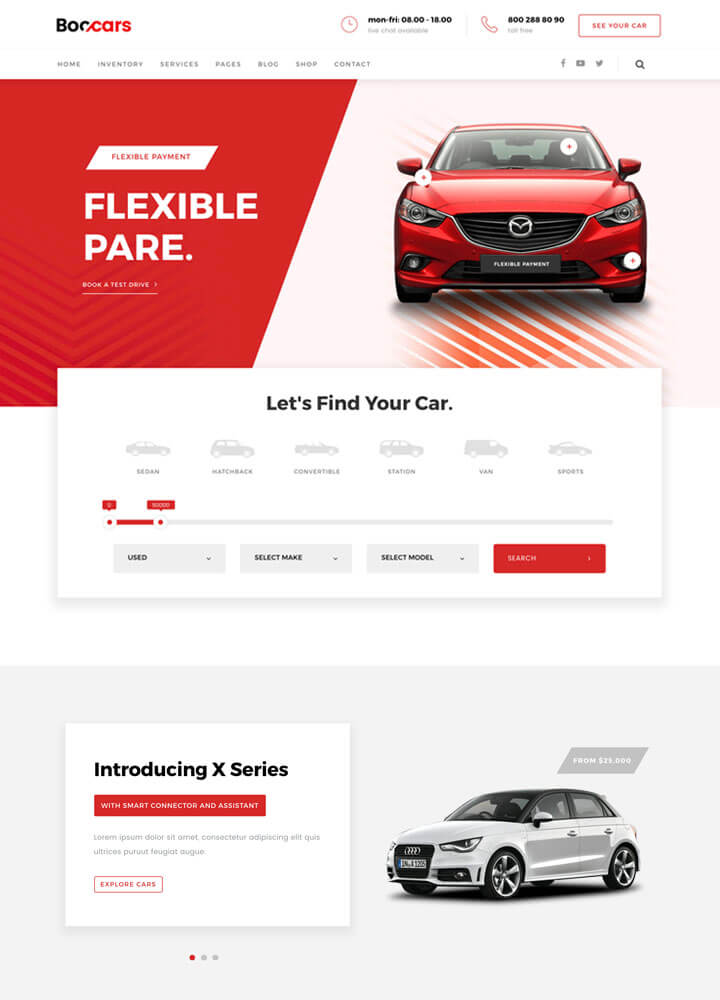 Boocars
mon-fri: 08.00 - 18.00
live chat available
800 288 80 90
toll free
SEE YOUR CAR
HOME INVENTORY SERVICES PAGES BLOG SHOP CONTACT
FLEXIBLE PAYMENT
FLEXIBLE
PARE.
BOOK A TEST DRIVE
FLEXIBLE PAYMENT
Let's Find Your Car.
SEDAN HATCHBACK CONVERTIBLE STATION VAN SPORTS
0 50000
USED SELECT MAKE SELECT MODEL SEARCH
Introducing X Series
WITH SMART CONNECTOR AND ASSISTANT
Lorem ipsum dolor sit amet, consectetur adipiscing elit quis
ultrices puruut feugiat augue.
EXPLORE CARS
FROM $25,000